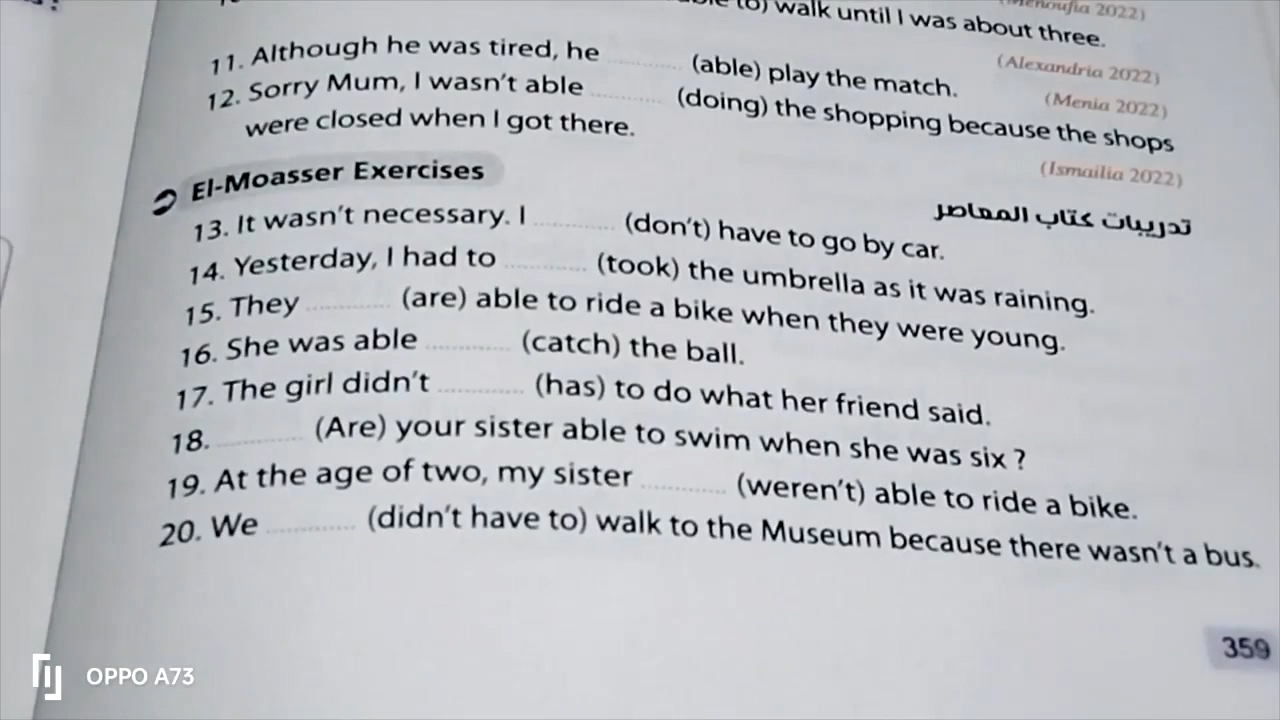 to) walk until I was about three.
(Menoufia 2022)
11. Although he was tired, he .......... (able) play the match.
(Alexandria 2022)
12. Sorry Mum, I wasn't able .......... (doing) the shopping because the shops
(Menia 2022)
were closed when I got there.
(Ismailia 2022)
El-Moasser Exercises
تدريبات كتاب المعاصر
13. It wasn't necessary. I .......... (don't) have to go by car.
14. Yesterday, I had to .......... (took) the umbrella as it was raining.
15. They .......... (are) able to ride a bike when they were young.
16. She was able .......... (catch) the ball.
17. The girl didn't .......... (has) to do what her friend said.
18. .......... (Are) your sister able to swim when she was six ?
19. At the age of two, my sister .......... (weren't) able to ride a bike.
20. We .......... (didn't have to) walk to the Museum because there wasn't a bus.
359
OPPO A73